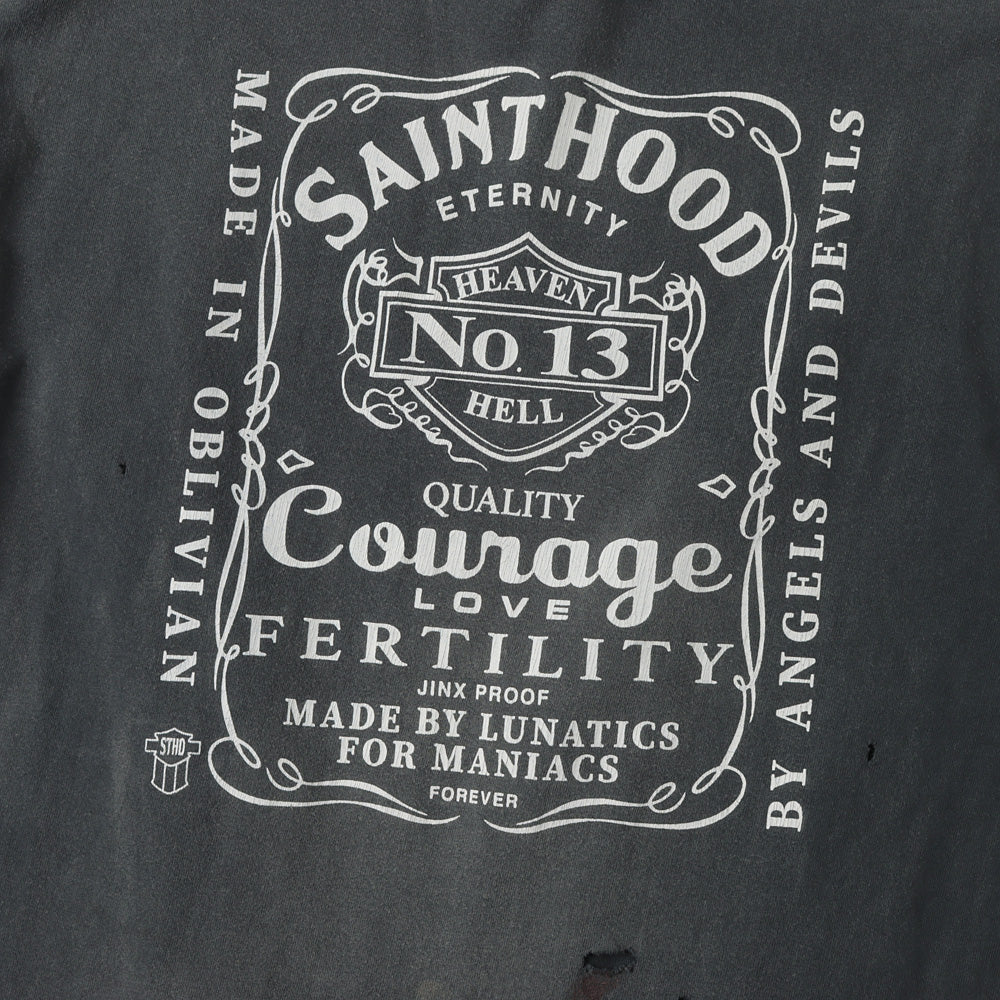 SAINTHOOD
ETERNITY
HEAVEN
No. 13
HELL
QUALITY
Courage
LOVE
FERTILITY
JINX PROOF
MADE BY LUNATICS
FOR MANIACS
FOREVER
MADE IN OBLIVIAN
BY ANGELS AND DEVILS
STHD